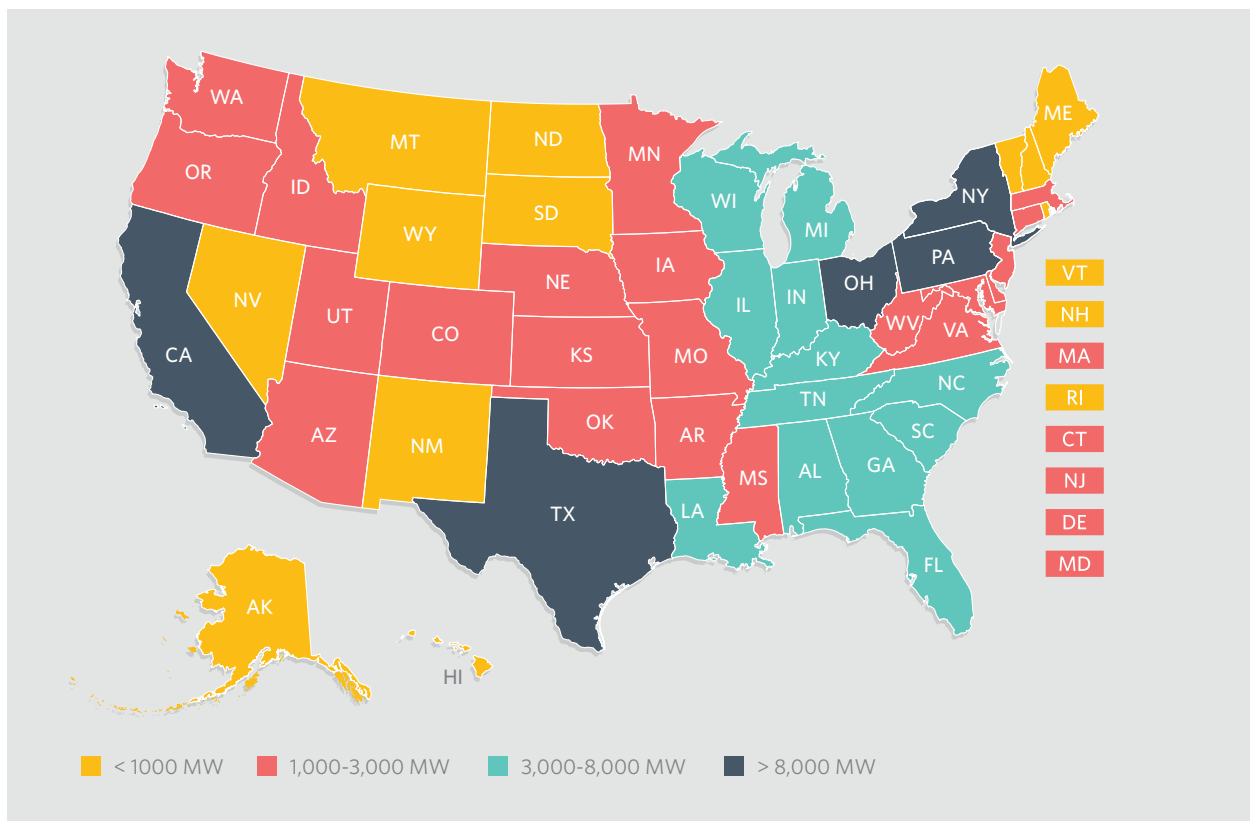 WA
OR
ID
MT
ND
SD
WY
NV
CA
UT
CO
AZ
NM
NE
KS
OK
TX
MN
IA
MO
AR
LA
WI
IL
MI
IN
OH
KY
TN
MS
AL
GA
FL
SC
NC
VA
WV
PA
NY
ME
VT
NH
MA
RI
CT
NJ
DE
MD
AK
HI
< 1000 MW 1,000-3,000 MW 3,000-8,000 MW > 8,000 MW